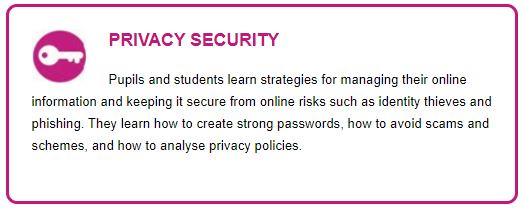 PRIVACY SECURITY
Pupils and students learn strategies for managing their online
information and keeping it secure from online risks such as identity thieves and
phishing. They learn how to create strong passwords, how to avoid scams and
schemes, and how to analyse privacy policies.